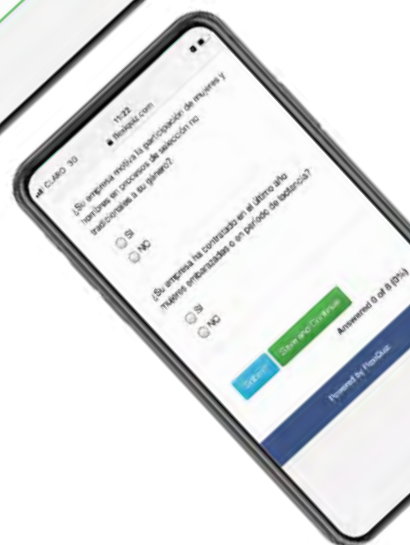 CLARO 3G
11:22
flexiquiz.com
¿Su empresa motiva la participación de mujeres y
hombres en procesos de selección no
tradicionales a su género?
SI
NO
¿Su empresa ha contratado en el último año
mujeres embarazadas o en período de lactancia?
SI
NO
Submit
Save and Continue
Answered 0 of 8 (0%)
Powered By FlexiQuiz